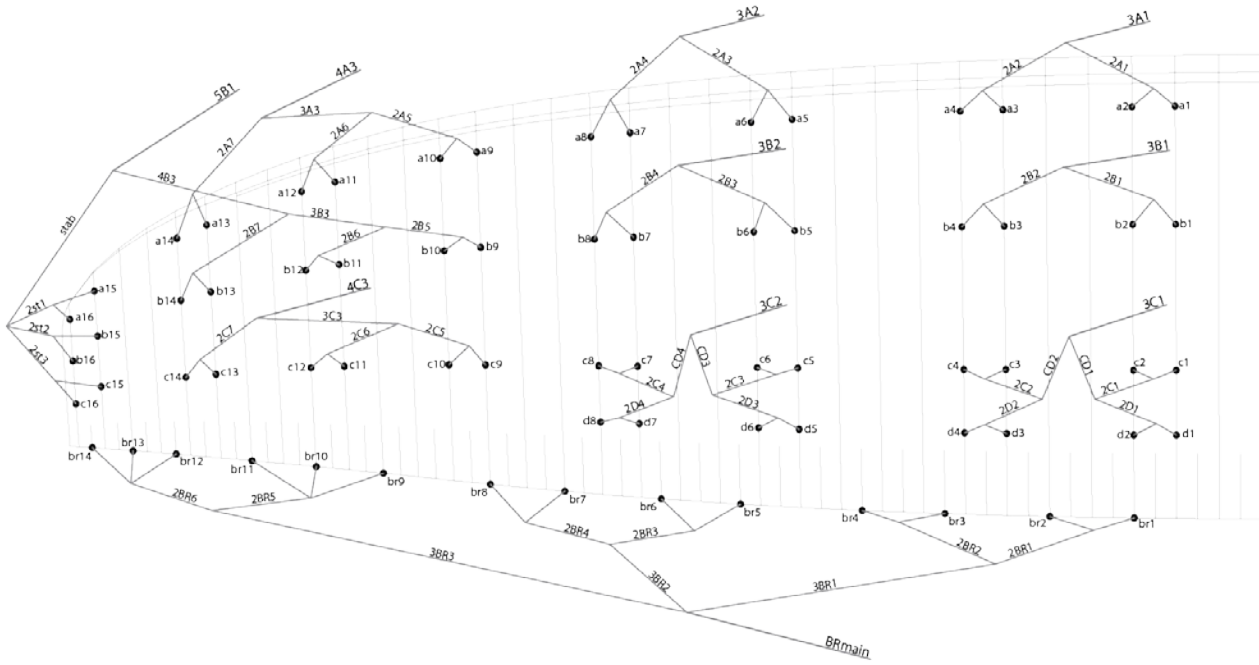 3A2
3A1
2A4
2A3
2A2
2A1
4A3
5B1
3A3
2A5
2A6
2A7
a4
a3
a2
a1
a8
a7
a6
a5
a10
a9
a12
a11
a14
a13
4B3
3B2
3B1
2B4
2B3
2B2
2B1
stab
3B3
2B5
2B6
2B7
b8
b7
b6
b5
b4
b3
b2
b1
b10
b9
b12
b11
b14
b13
4C3
3C2
3C1
a15
a16
2st1
2st2
2st3
b15
b16
c15
c16
3C3
2C7
2C6
2C5
c14
c13
c12
c11
c10
c9
CD4
CD3
CD2
CD1
c8
c7
c6
c5
c4
c3
c2
c1
2C4
2C3
2C2
2C1
2D4
2D3
2D2
2D1
d8
d7
d6
d5
d4
d3
d2
d1
br14
br13
br12
br11
br10
br9
br8
br7
br6
br5
br4
br3
br2
br1
2BR6
2BR5
2BR4
2BR3
2BR2
2BR1
3BR3
3BR2
3BR1
BRmain